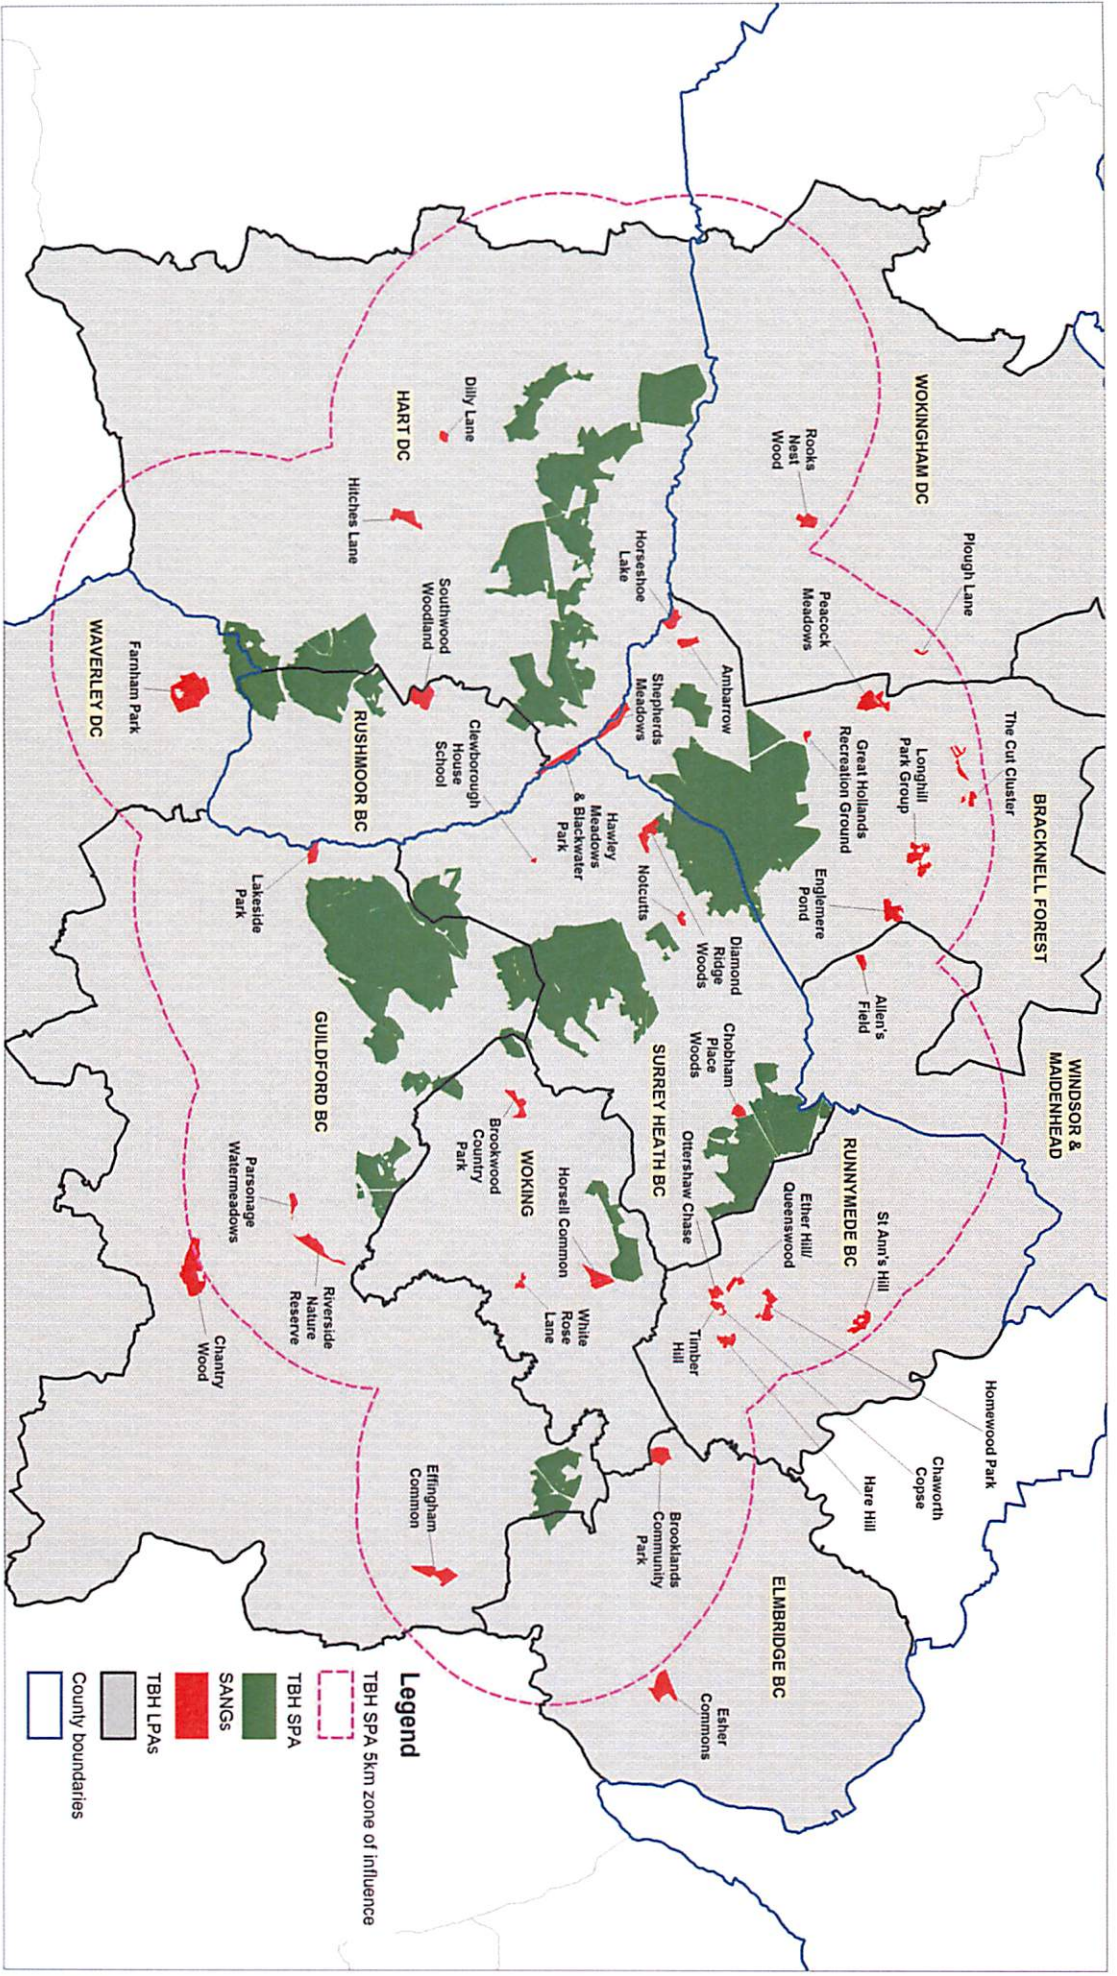 WINDSOR &
MAIDENHEAD
BRACKNELL FOREST
The Cut Cluster
Plough Lane
WOKINGHAM DC
Longhill
Park Group
Homewood Park
Chaworth
Copse
Hare Hill
St Ann's Hill
RUNNYMEDE BC
Allen's
Field
Great Hollands
Recreation Ground
Englemere
Pond
Peacock
Meadows
Rooks
Nest
Wood
Ether Hill/
Queenswood
ELMBRIDGE BC
Ambarrow
Diamond
Ridge
Woods
Chobham
Place
Woods
Ottershaw Chase
Timber
Hill
Esher
Commons
Brooklands
Community
Park
Horseshoe
Lake
Shepherds
Meadows
Notcutts
SURREY HEATH BC
Hawley
Meadows
& Blackwater
Park
Horsell Common
White
Rose
Lane
WOKING
Brookwood
Country
Park
Dilly Lane
Clewborough
House
School
Southwood
Woodland
Effingham
Common
HART DC
Hitches Lane
RUSHMOOR BC
GUILDFORD BC
Riverside
Nature
Reserve
Lakeside
Park
Parsonage
Watermeadows
Chantry
Wood
Farnham Park
WAVERLEY DC
Legend
TBH SPA 5km zone of influence
TBH SPA
SANGs
TBH LPAs
County boundaries